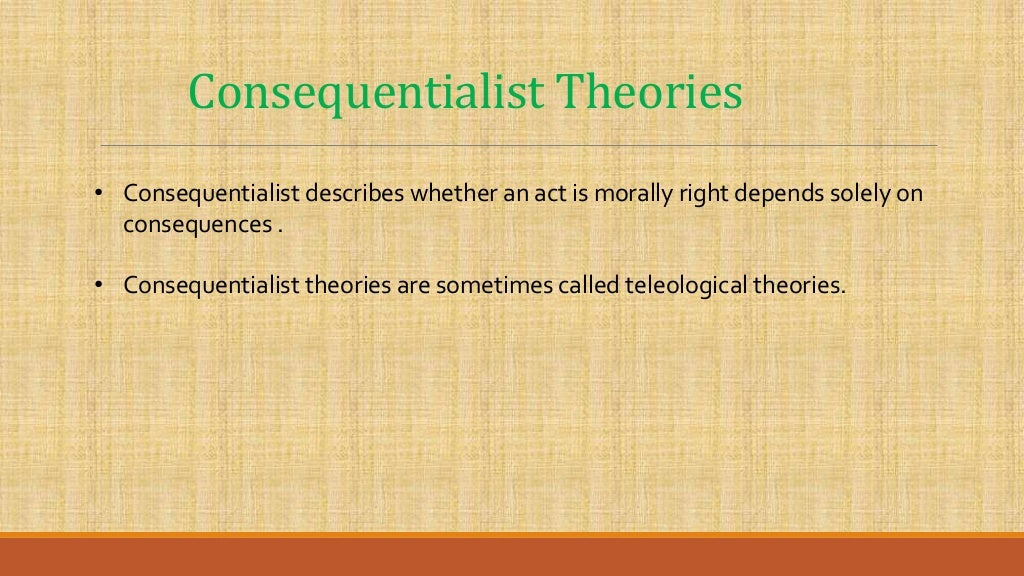 Consequentialist Theories
• Consequentialist describes whether an act is morally right depends solely on
consequences .
• Consequentialist theories are sometimes called teleological theories.